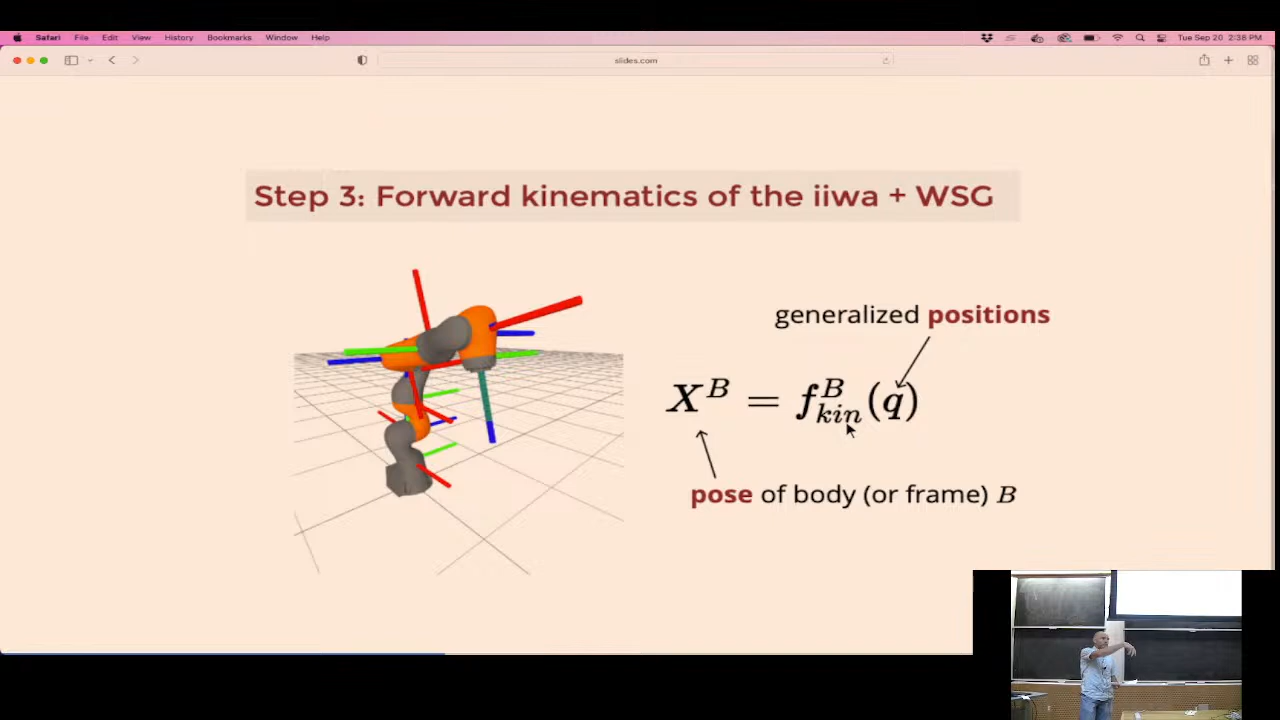 Safari File Edit View History Bookmarks Window Help Tue Sep 20 2:36 PM
slides.com
Step 3: Forward kinematics of the iiwa + WSG
generalized positions
X^B = f^B_kin(q)
pose of body (or frame) B